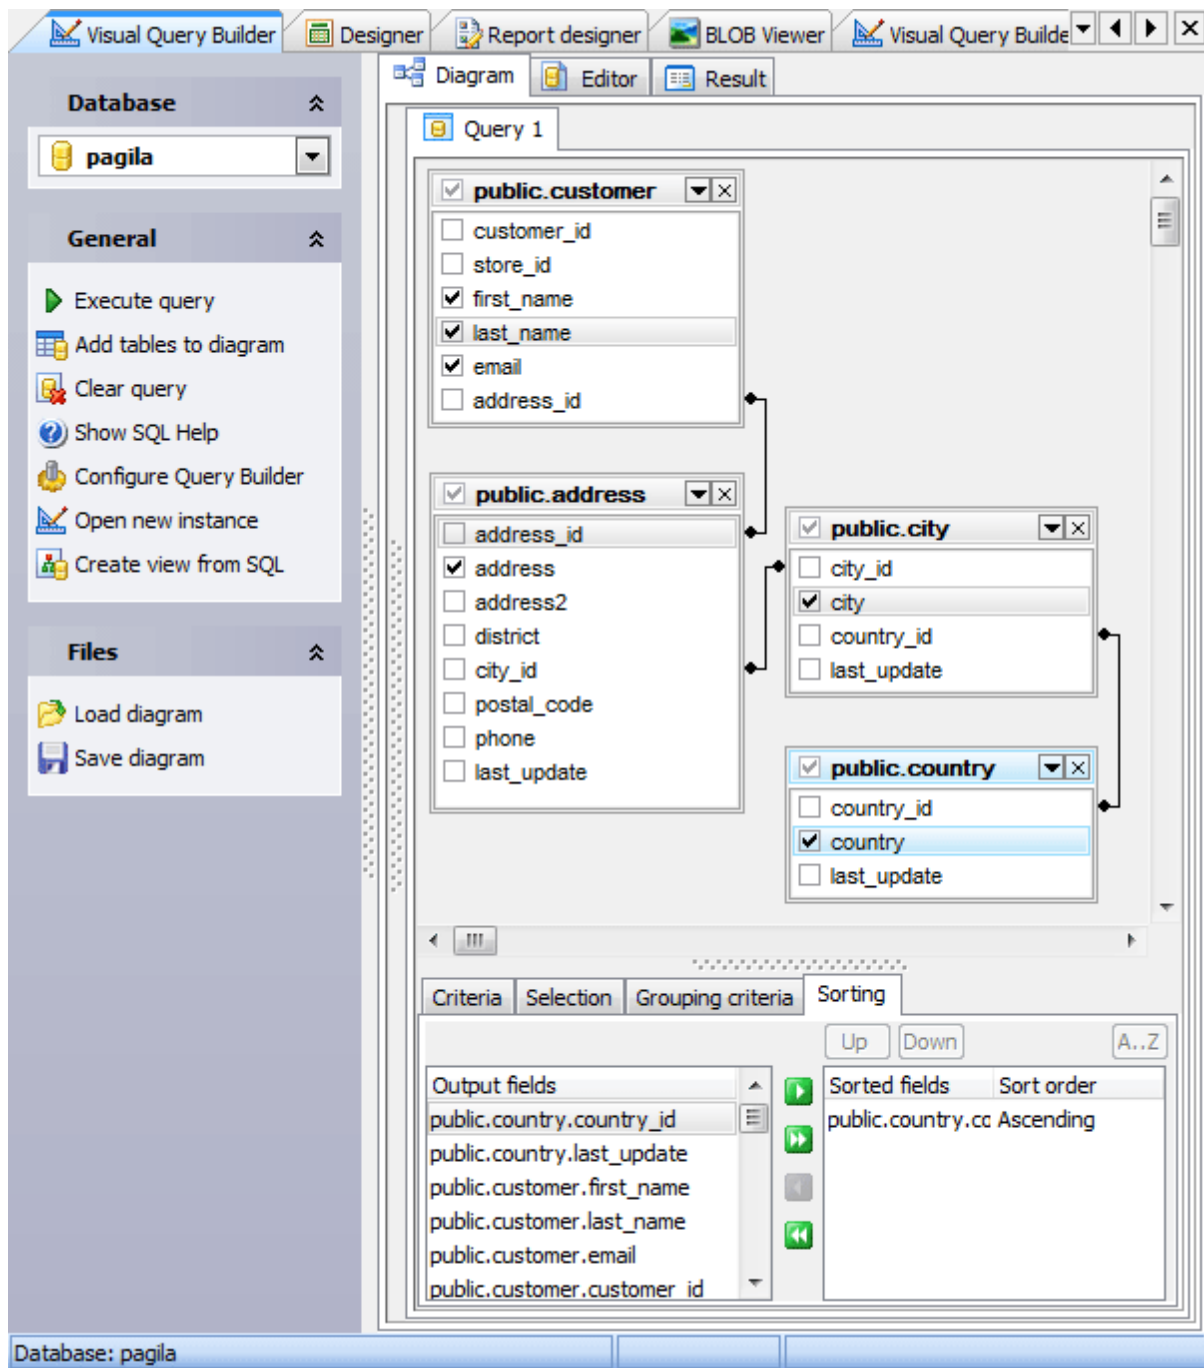 Visual Query Builder
Designer
Report designer
BLOB Viewer
Visual Query Builde
Database
pagila
General
Execute query
Add tables to diagram
Clear query
Show SQL Help
Configure Query Builder
Open new instance
Create view from SQL
Files
Load diagram
Save diagram
Diagram
Editor
Result
Query 1
public.customer
customer_id
store_id
first_name
last_name
email
address_id
public.address
address_id
address
address2
district
city_id
postal_code
phone
last_update
public.city
city_id
city
country_id
last_update
public.country
country_id
country
last_update
Criteria
Selection
Grouping criteria
Sorting
Up
Down
A..Z
Output fields
public.country.country_id
public.country.last_update
public.customer.first_name
public.customer.last_name
public.customer.email
public.customer.customer_id
Sorted fields
Sort order
public.country.cc Ascending
Database: pagila